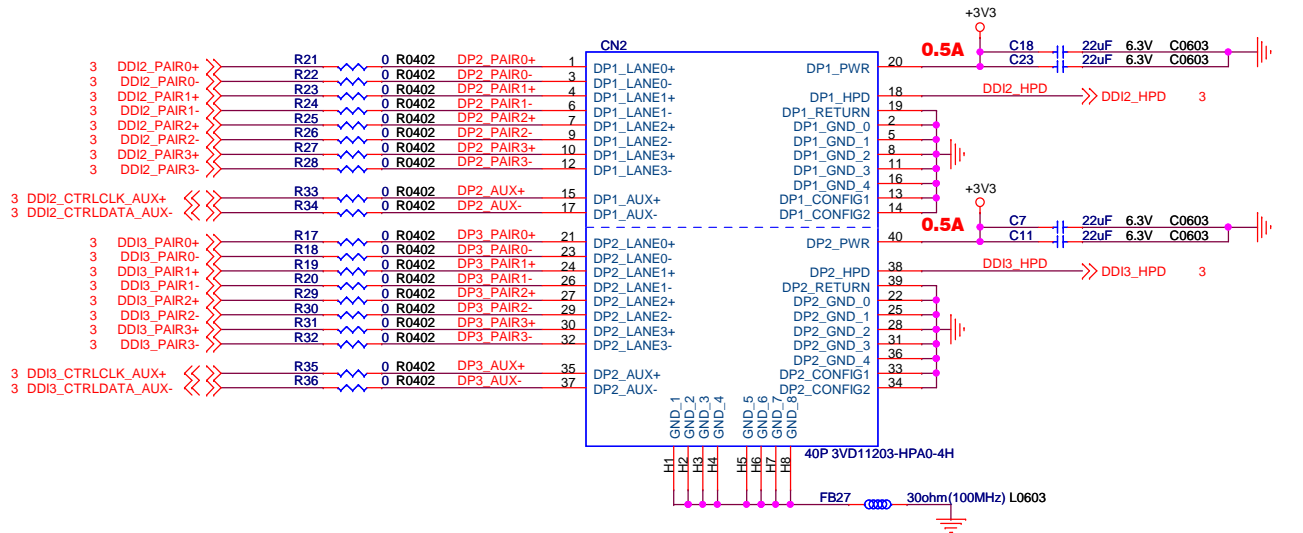 +3V3
0.5A
CN2
C18 22uF 6.3V C0603
C23 22uF 6.3V C0603
3 DDI2_PAIR0+ R21 0 R0402 DP2_PAIR0+ 1 DP1_LANE0+ DP1_PWR 20
3 DDI2_PAIR0- R22 0 R0402 DP2_PAIR0- 3 DP1_LANE0-
3 DDI2_PAIR1+ R23 0 R0402 DP2_PAIR1+ 4 DP1_LANE1+ DP1_HPD 18 DDI2_HPD DDI2_HPD 3
3 DDI2_PAIR1- R24 0 R0402 DP2_PAIR1- 6 DP1_LANE1- DP1_RETURN 19
3 DDI2_PAIR2+ R25 0 R0402 DP2_PAIR2+ 7 DP1_LANE2+ DP1_GND_0 2
3 DDI2_PAIR2- R26 0 R0402 DP2_PAIR2- 9 DP1_LANE2- DP1_GND_1 5
3 DDI2_PAIR3+ R27 0 R0402 DP2_PAIR3+ 10 DP1_LANE3+ DP1_GND_2 8
3 DDI2_PAIR3- R28 0 R0402 DP2_PAIR3- 12 DP1_LANE3- DP1_GND_3 11
DP1_GND_4 16
3 DDI2_CTRLCLK_AUX+ R33 0 R0402 DP2_AUX+ 15 DP1_AUX+ DP1_CONFIG1 13
3 DDI2_CTRLDATA_AUX- R34 0 R0402 DP2_AUX- 17 DP1_AUX- DP1_CONFIG2 14
+3V3
0.5A
C7 22uF 6.3V C0603
C11 22uF 6.3V C0603
3 DDI3_PAIR0+ R17 0 R0402 DP3_PAIR0+ 21 DP2_LANE0+ DP2_PWR 40
3 DDI3_PAIR0- R18 0 R0402 DP3_PAIR0- 23 DP2_LANE0-
3 DDI3_PAIR1+ R19 0 R0402 DP3_PAIR1+ 24 DP2_LANE1+ DP2_HPD 38 DDI3_HPD DDI3_HPD 3
3 DDI3_PAIR1- R20 0 R0402 DP3_PAIR1- 26 DP2_LANE1- DP2_RETURN 39
3 DDI3_PAIR2+ R29 0 R0402 DP3_PAIR2+ 27 DP2_LANE2+ DP2_GND_0 22
3 DDI3_PAIR2- R30 0 R0402 DP3_PAIR2- 29 DP2_LANE2- DP2_GND_1 25
3 DDI3_PAIR3+ R31 0 R0402 DP3_PAIR3+ 30 DP2_LANE3+ DP2_GND_2 28
3 DDI3_PAIR3- R32 0 R0402 DP3_PAIR3- 32 DP2_LANE3- DP2_GND_3 31
DP2_GND_4 36
3 DDI3_CTRLCLK_AUX+ R35 0 R0402 DP3_AUX+ 35 DP2_AUX+ DP2_CONFIG1 33
3 DDI3_CTRLDATA_AUX- R36 0 R0402 DP3_AUX- 37 DP2_AUX- DP2_CONFIG2 34
GND_1 GND_2 GND_3 GND_4 GND_5 GND_6 GND_7 GND_8
H1 H2 H3 H4 H5 H6 H7 H8
40P 3VD11203-HPA0-4H
FB27 30ohm(100MHz) L0603